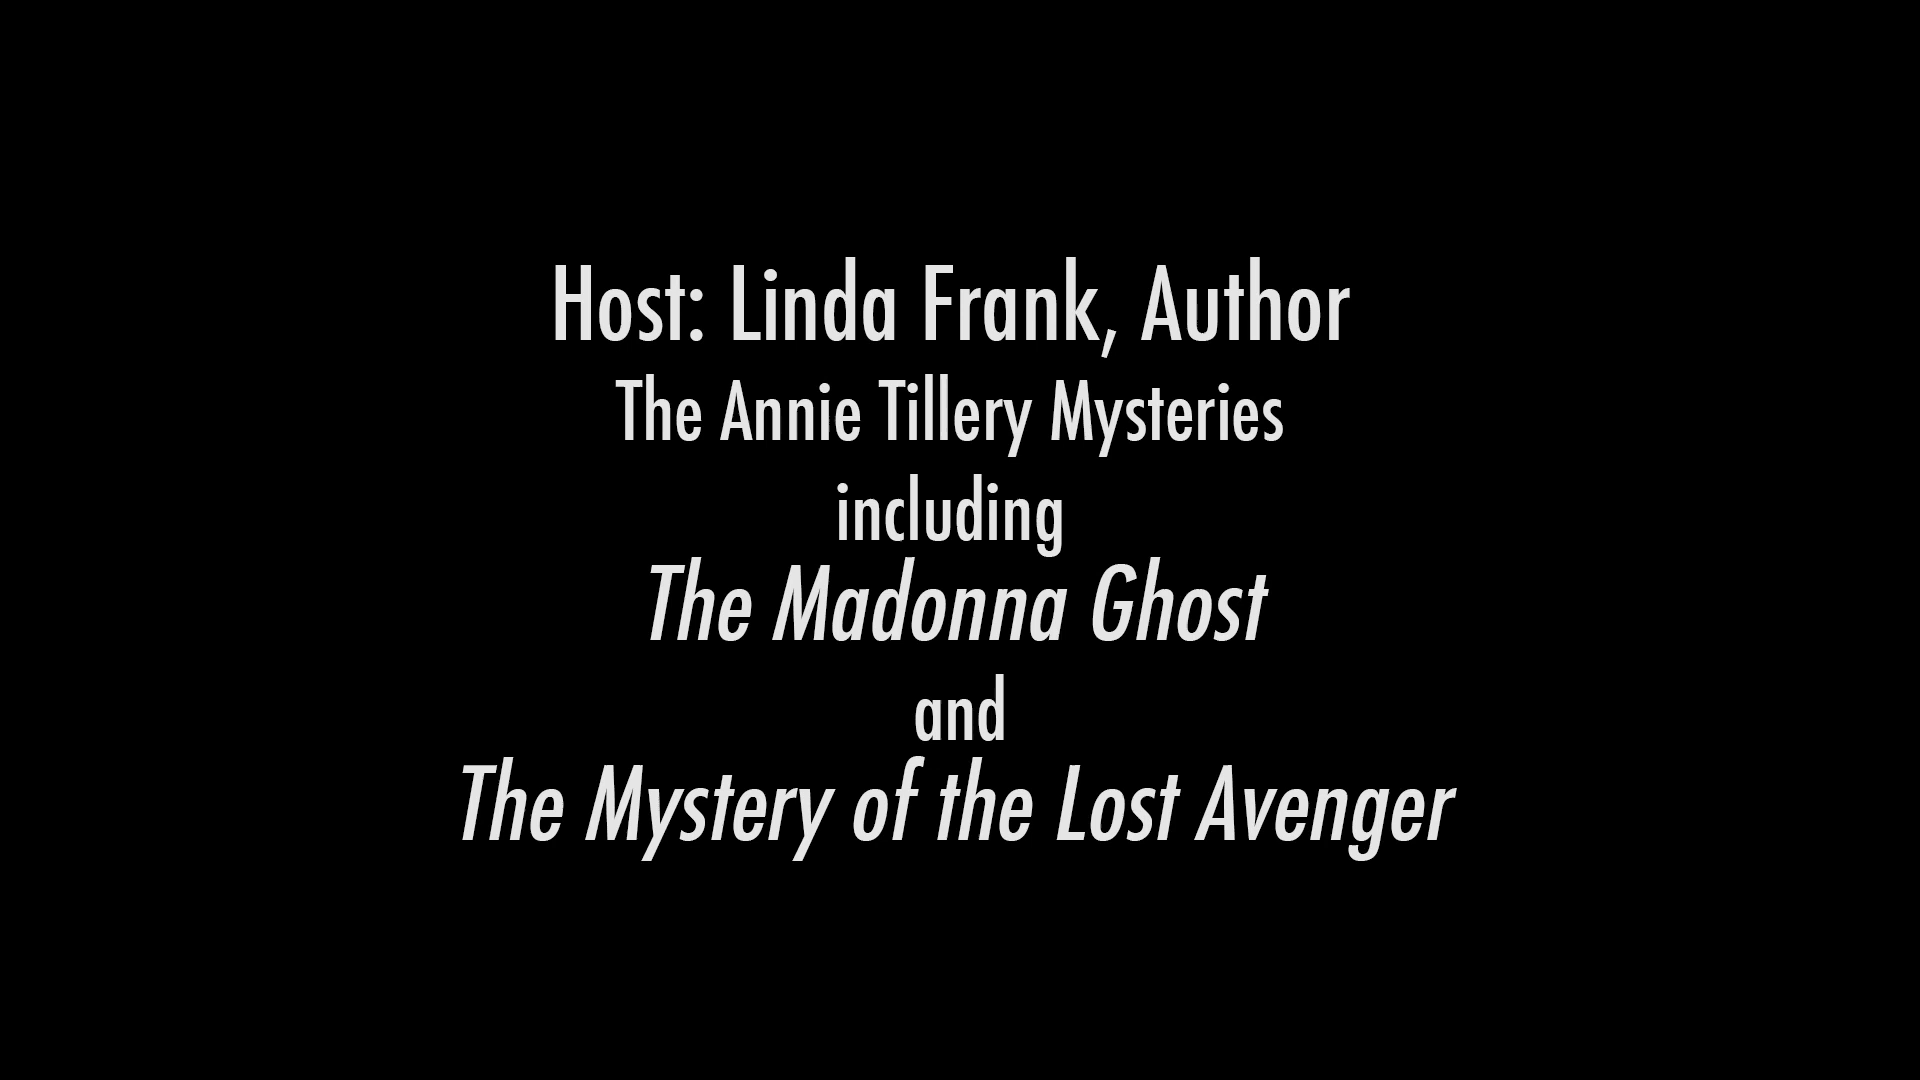 Host: Linda Frank, Author
The Annie Tillery Mysteries
including
The Madonna Ghost
and
The Mystery of the Lost Avenger